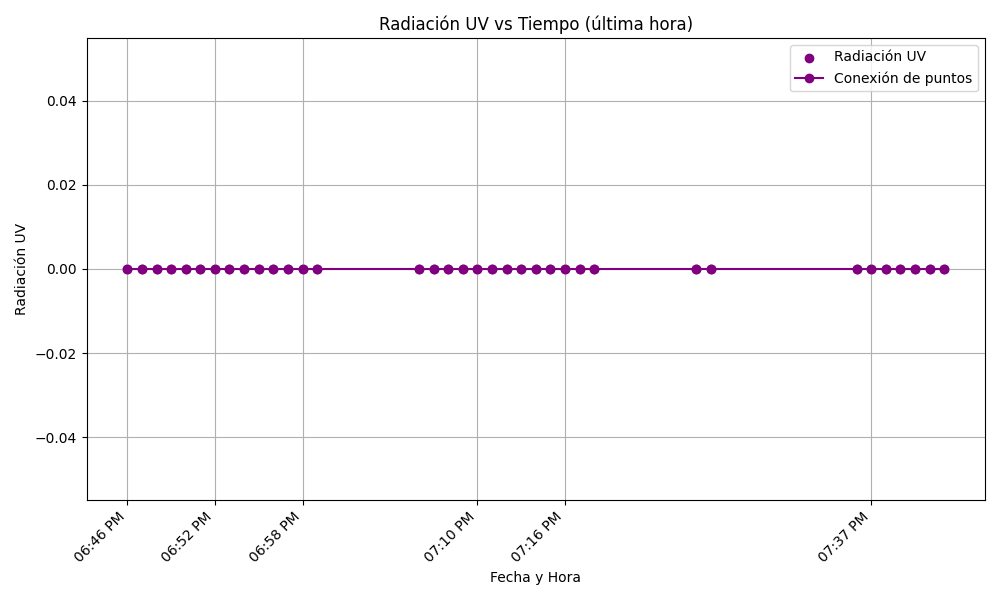 Radiación UV vs Tiempo (última hora)
Radiación UV
Conexión de puntos
0.04
0.02
0.00
−0.02
−0.04
Radiación UV
06:46 PM
06:52 PM
06:58 PM
07:10 PM
07:16 PM
07:37 PM
Fecha y Hora